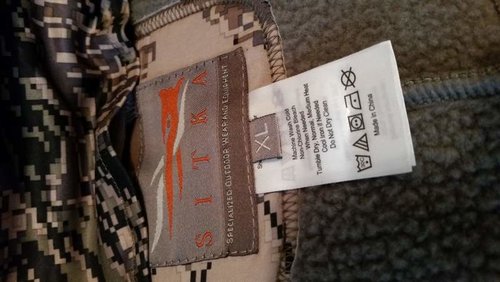 SITKA
SPECIALIZED OUTDOOR WEAR AND EQUIPMENT
XL
Machine Wash Cold
Non-Chlorine Bleach
When Needed
Tumble Dry, Normal, Medium Heat
Cool Iron if Needed
Do Not Dry Clean
Made in China